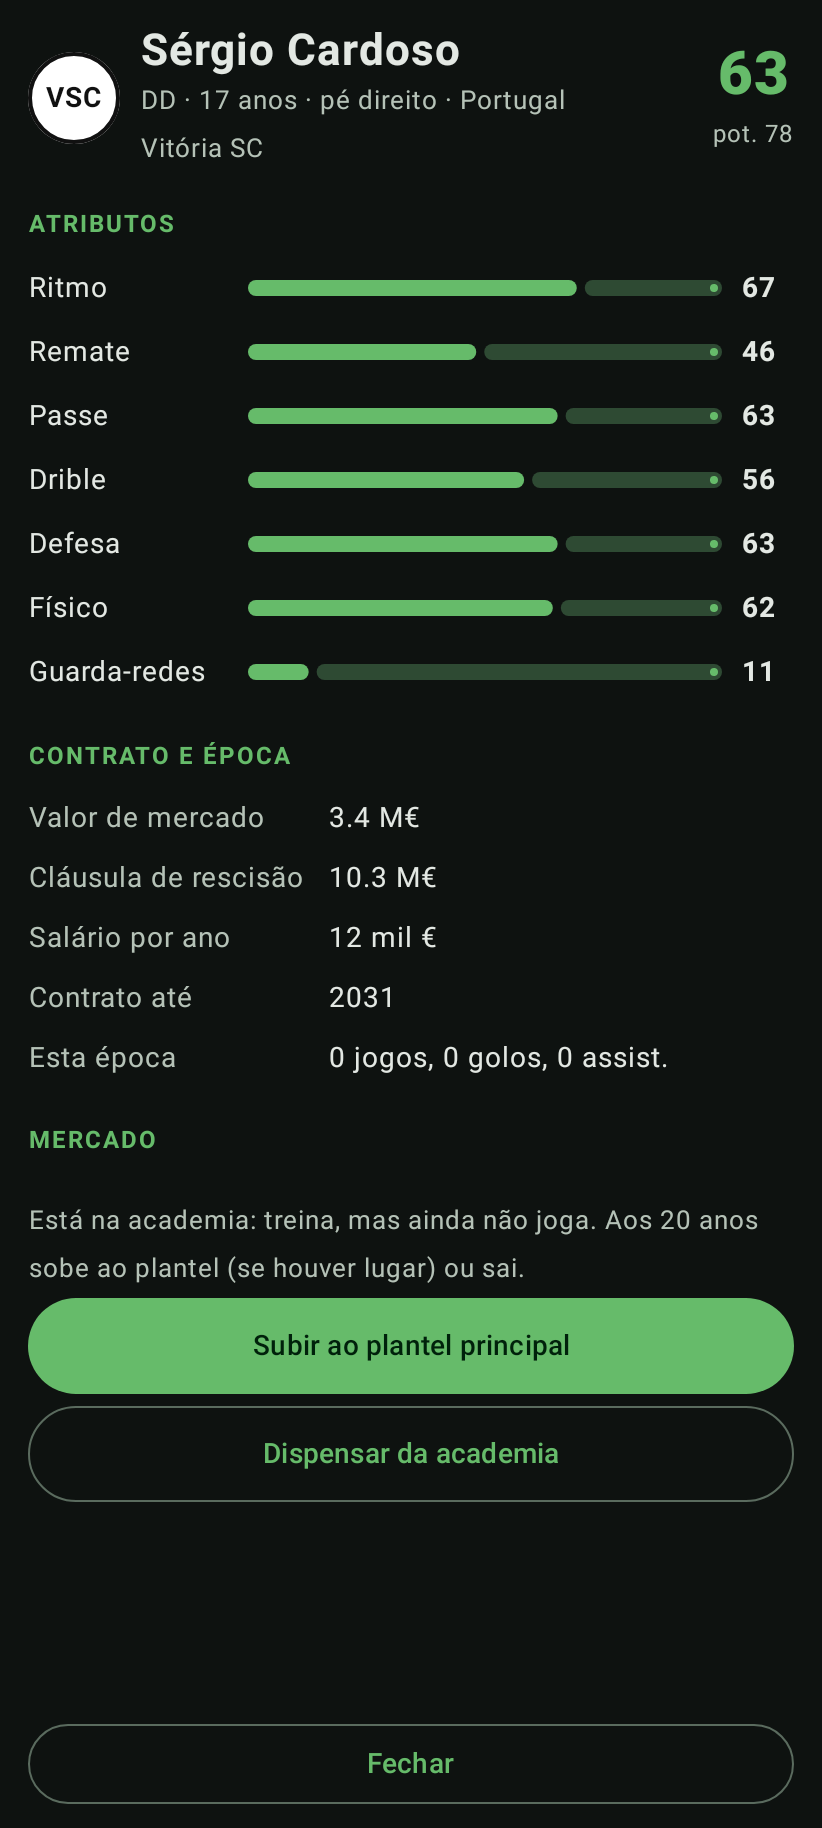 VSC
Sérgio Cardoso
DD · 17 anos · pé direito · Portugal
Vitória SC
63
pot. 78
ATRIBUTOS
Ritmo 67
Remate 46
Passe 63
Drible 56
Defesa 63
Físico 62
Guarda-redes 11
CONTRATO E ÉPOCA
Valor de mercado 3.4 M€
Cláusula de rescisão 10.3 M€
Salário por ano 12 mil €
Contrato até 2031
Esta época 0 jogos, 0 golos, 0 assist.
MERCADO
Está na academia: treina, mas ainda não joga. Aos 20 anos
sobe ao plantel (se houver lugar) ou sai.
Subir ao plantel principal
Dispensar da academia
Fechar